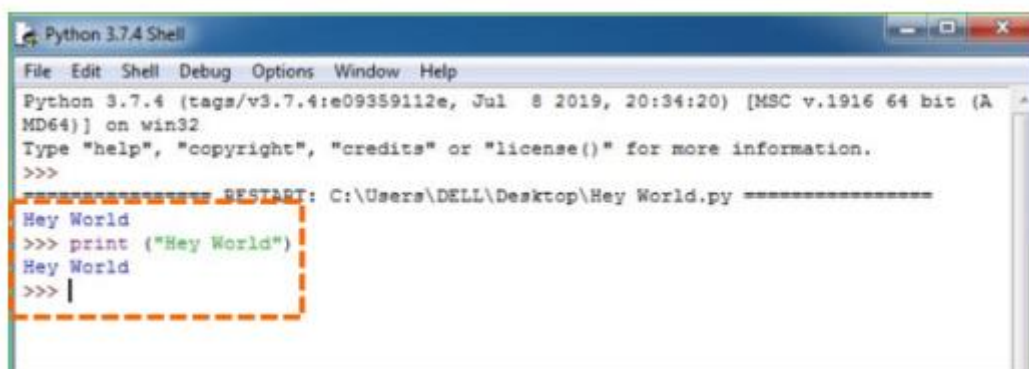 Python 3.7.4 Shell
File Edit Shell Debug Options Window Help
Python 3.7.4 (tags/v3.7.4:e09359112e, Jul 8 2019, 20:34:20) [MSC v.1916 64 bit (A
MD64)] on win32
Type "help", "copyright", "credits" or "license()" for more information.
>>>
================ RESTART: C:\Users\DELL\Desktop\Hey World.py ================
Hey World
>>> print ("Hey World")
Hey World
>>>